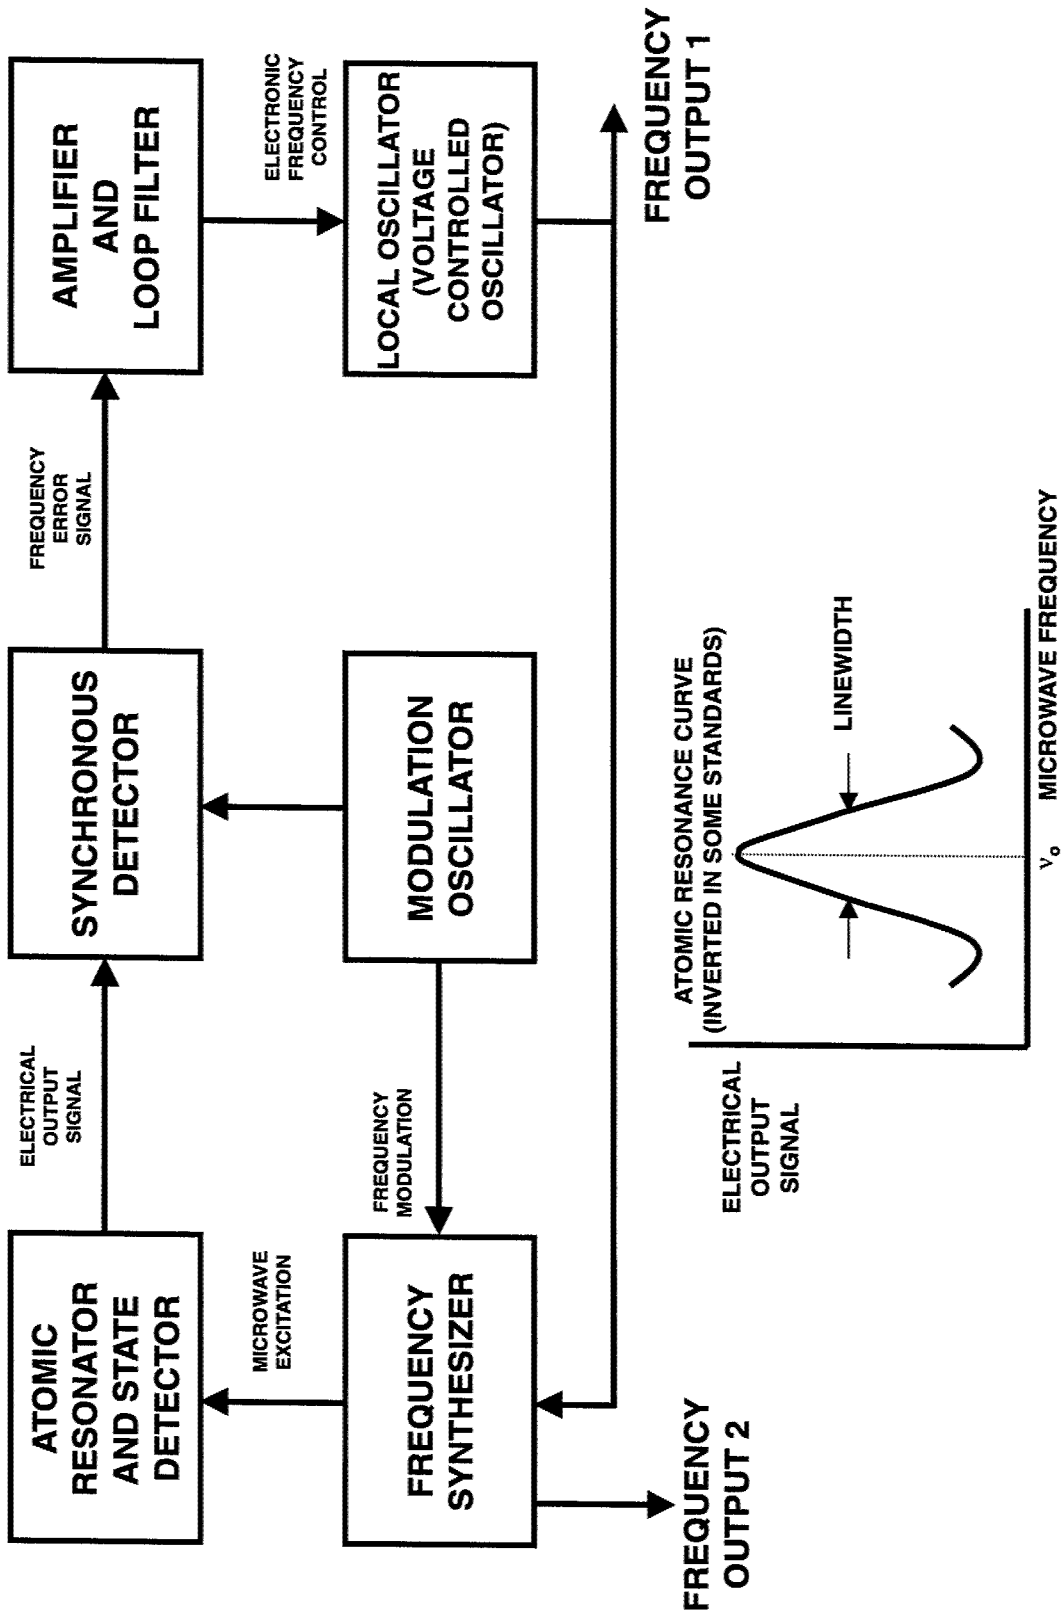 ATOMIC
RESONATOR
AND STATE
DETECTOR
ELECTRICAL
OUTPUT
SIGNAL
SYNCHRONOUS
DETECTOR
FREQUENCY
ERROR
SIGNAL
AMPLIFIER
AND
LOOP FILTER
MICROWAVE
EXCITATION
ELECTRONIC
FREQUENCY
CONTROL
FREQUENCY
SYNTHESIZER
FREQUENCY
MODULATION
MODULATION
OSCILLATOR
LOCAL OSCILLATOR
(VOLTAGE
CONTROLLED
OSCILLATOR)
FREQUENCY
OUTPUT 2
FREQUENCY
OUTPUT 1
ATOMIC RESONANCE CURVE
(INVERTED IN SOME STANDARDS)
ELECTRICAL
OUTPUT
SIGNAL
LINEWIDTH
νo
MICROWAVE FREQUENCY